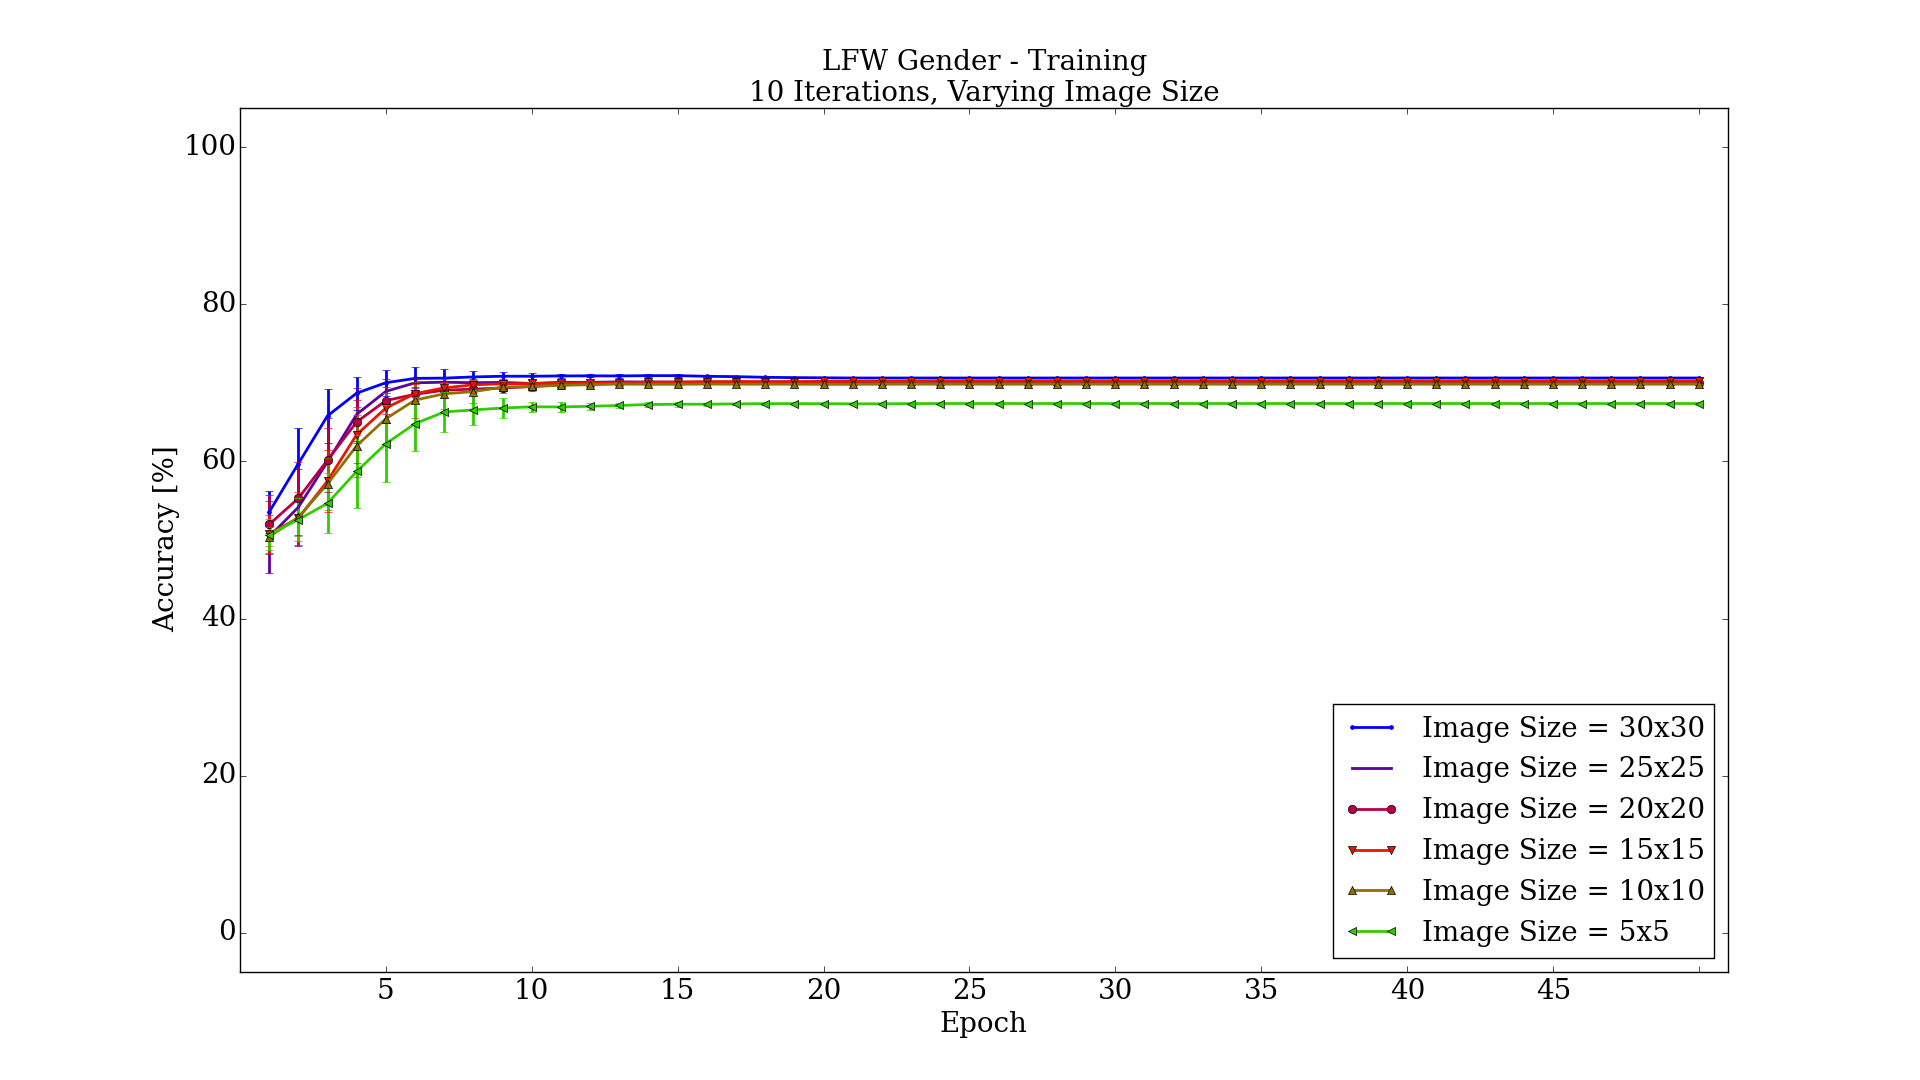 LFW Gender - Training
10 Iterations, Varying Image Size
100
80
60
40
20
0
Accuracy [%]
5 10 15 20 25 30 35 40 45
Epoch
Image Size = 30x30
Image Size = 25x25
Image Size = 20x20
Image Size = 15x15
Image Size = 10x10
Image Size = 5x5